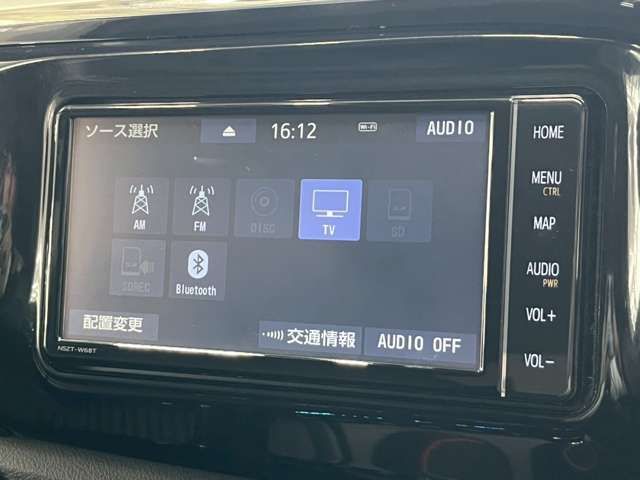 ソース選択
16:12
Wi-Fi
AUDIO
AM
FM
DISC
TV
SD
SDREC
Bluetooth
配置変更
交通情報
AUDIO OFF
NSZT-W68T
HOME
MENU
CTRL
MAP
AUDIO
PWR
VOL+
VOL−